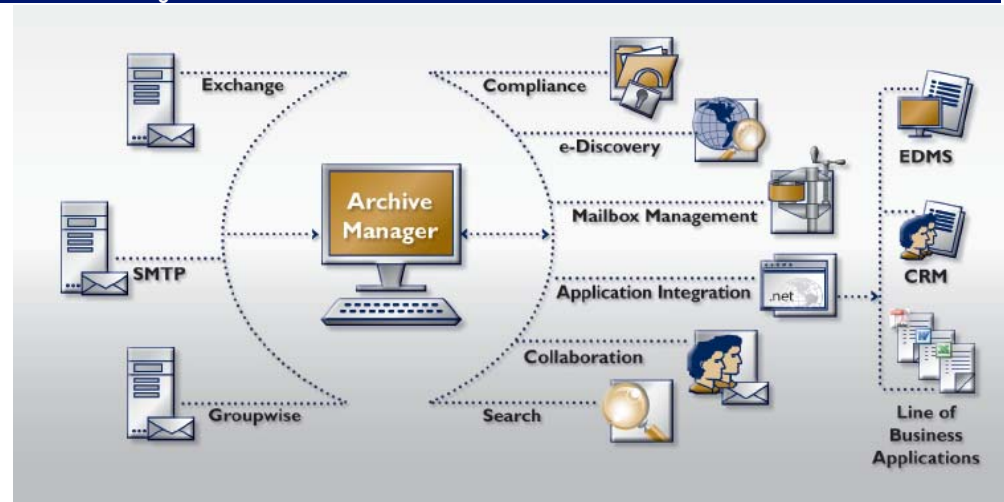 Exchange
SMTP
Groupwise
Archive
Manager
Compliance
e-Discovery
Mailbox Management
Application Integration
.net
Collaboration
Search
EDMS
CRM
Line of
Business
Applications